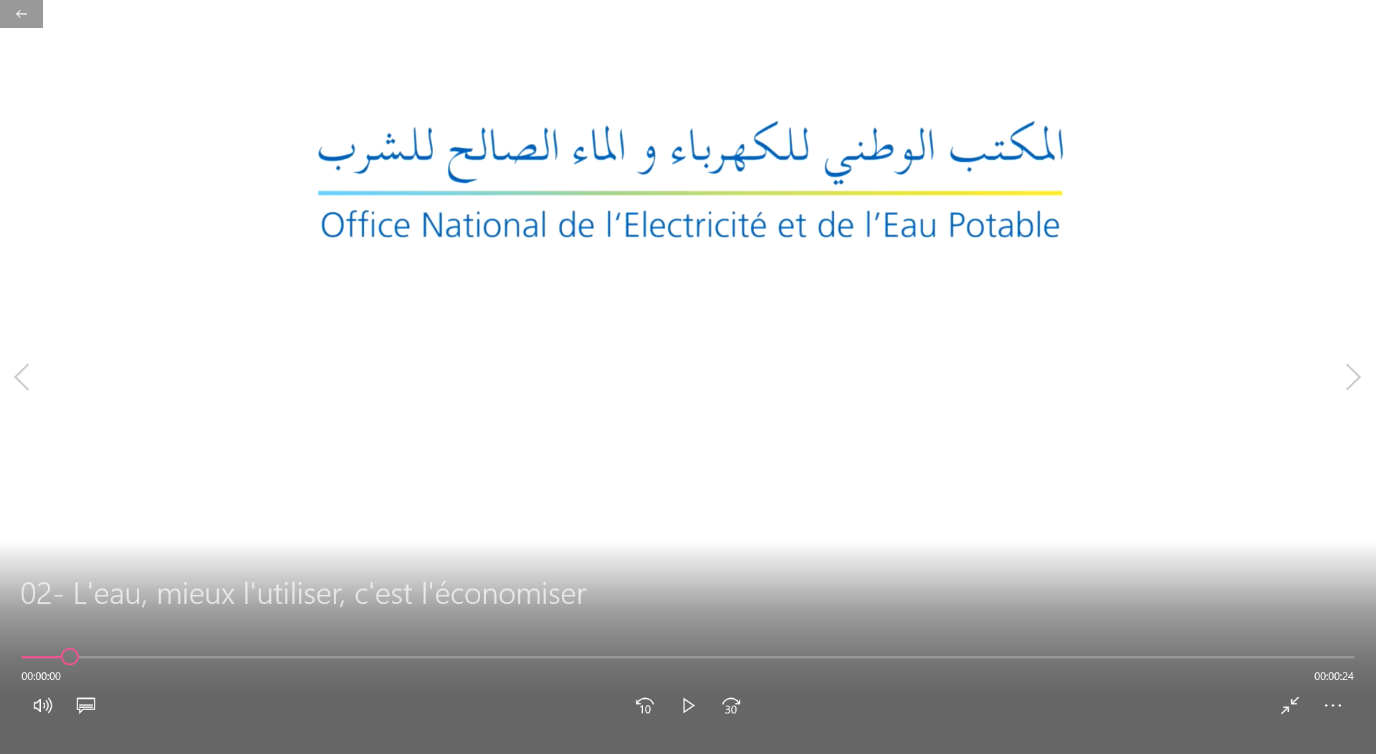 المكتب الوطني للكهرباء و الماء الصالح للشرب
Office National de l'Electricité et de l'Eau Potable
02- L'eau, mieux l'utiliser, c'est l'économiser
00:00:00
00:00:24
10
30